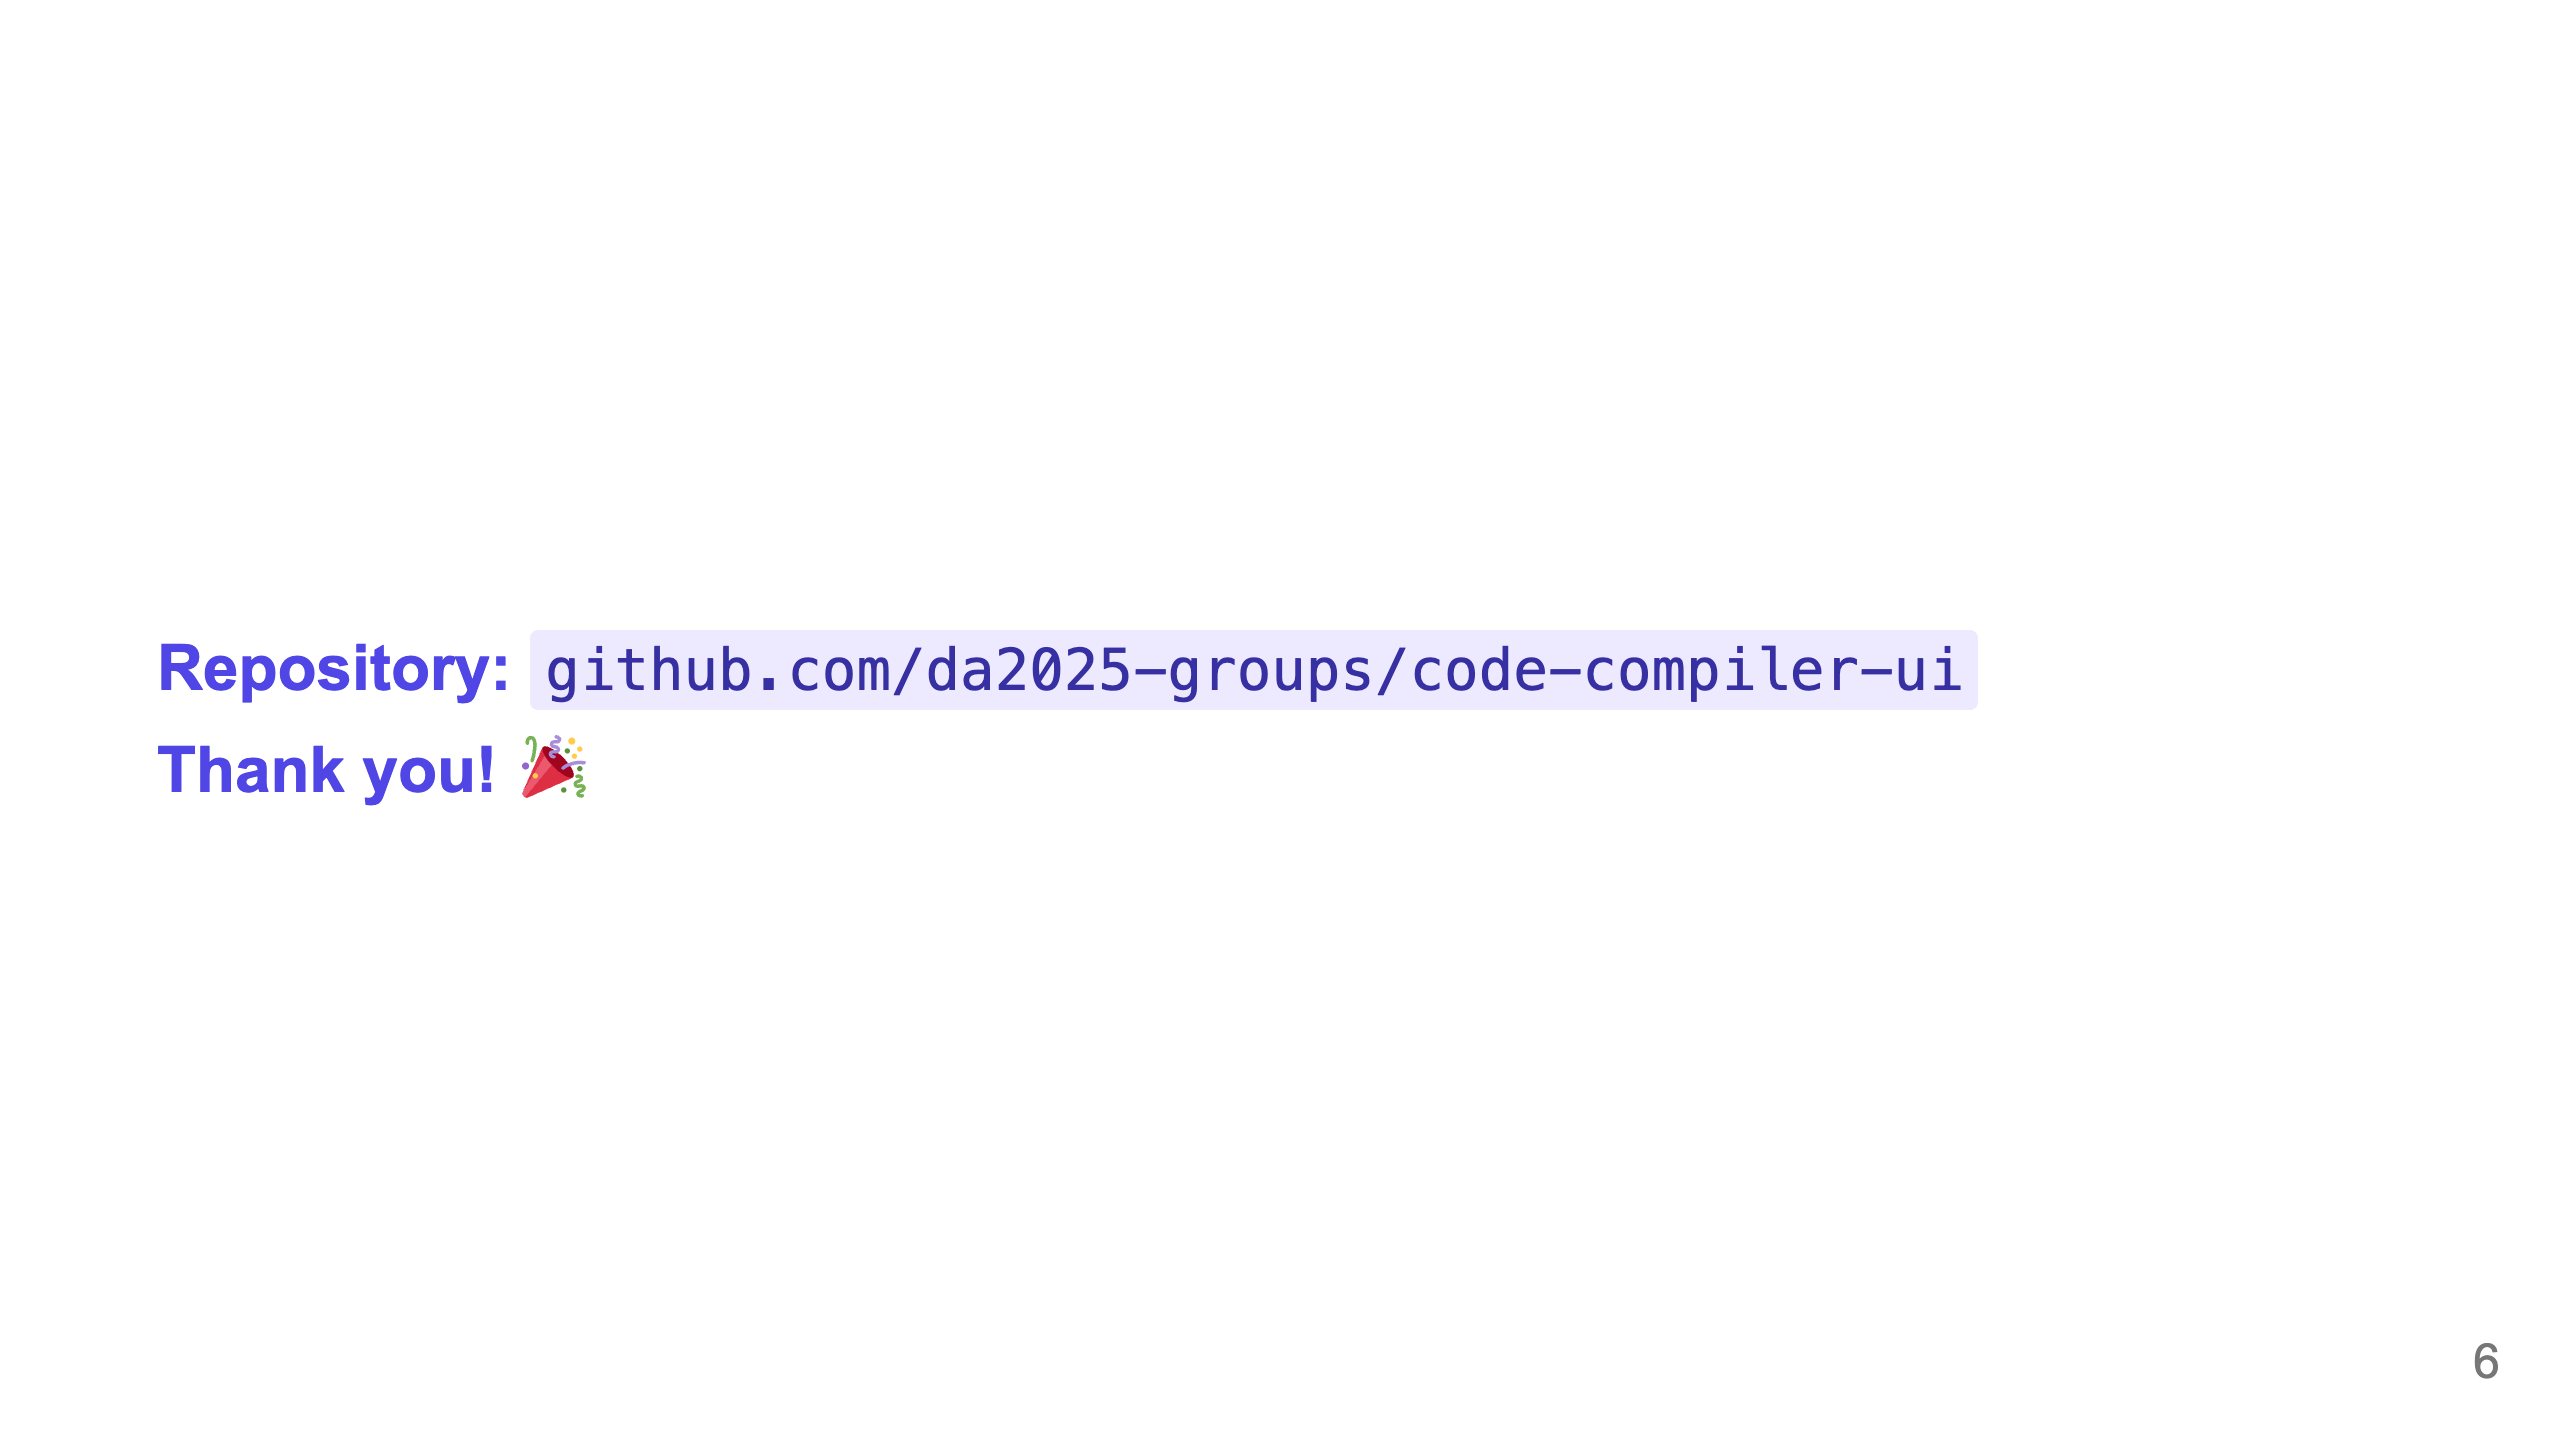 Repository: github.com/da2025-groups/code-compiler-ui
Thank you! 🎉
6